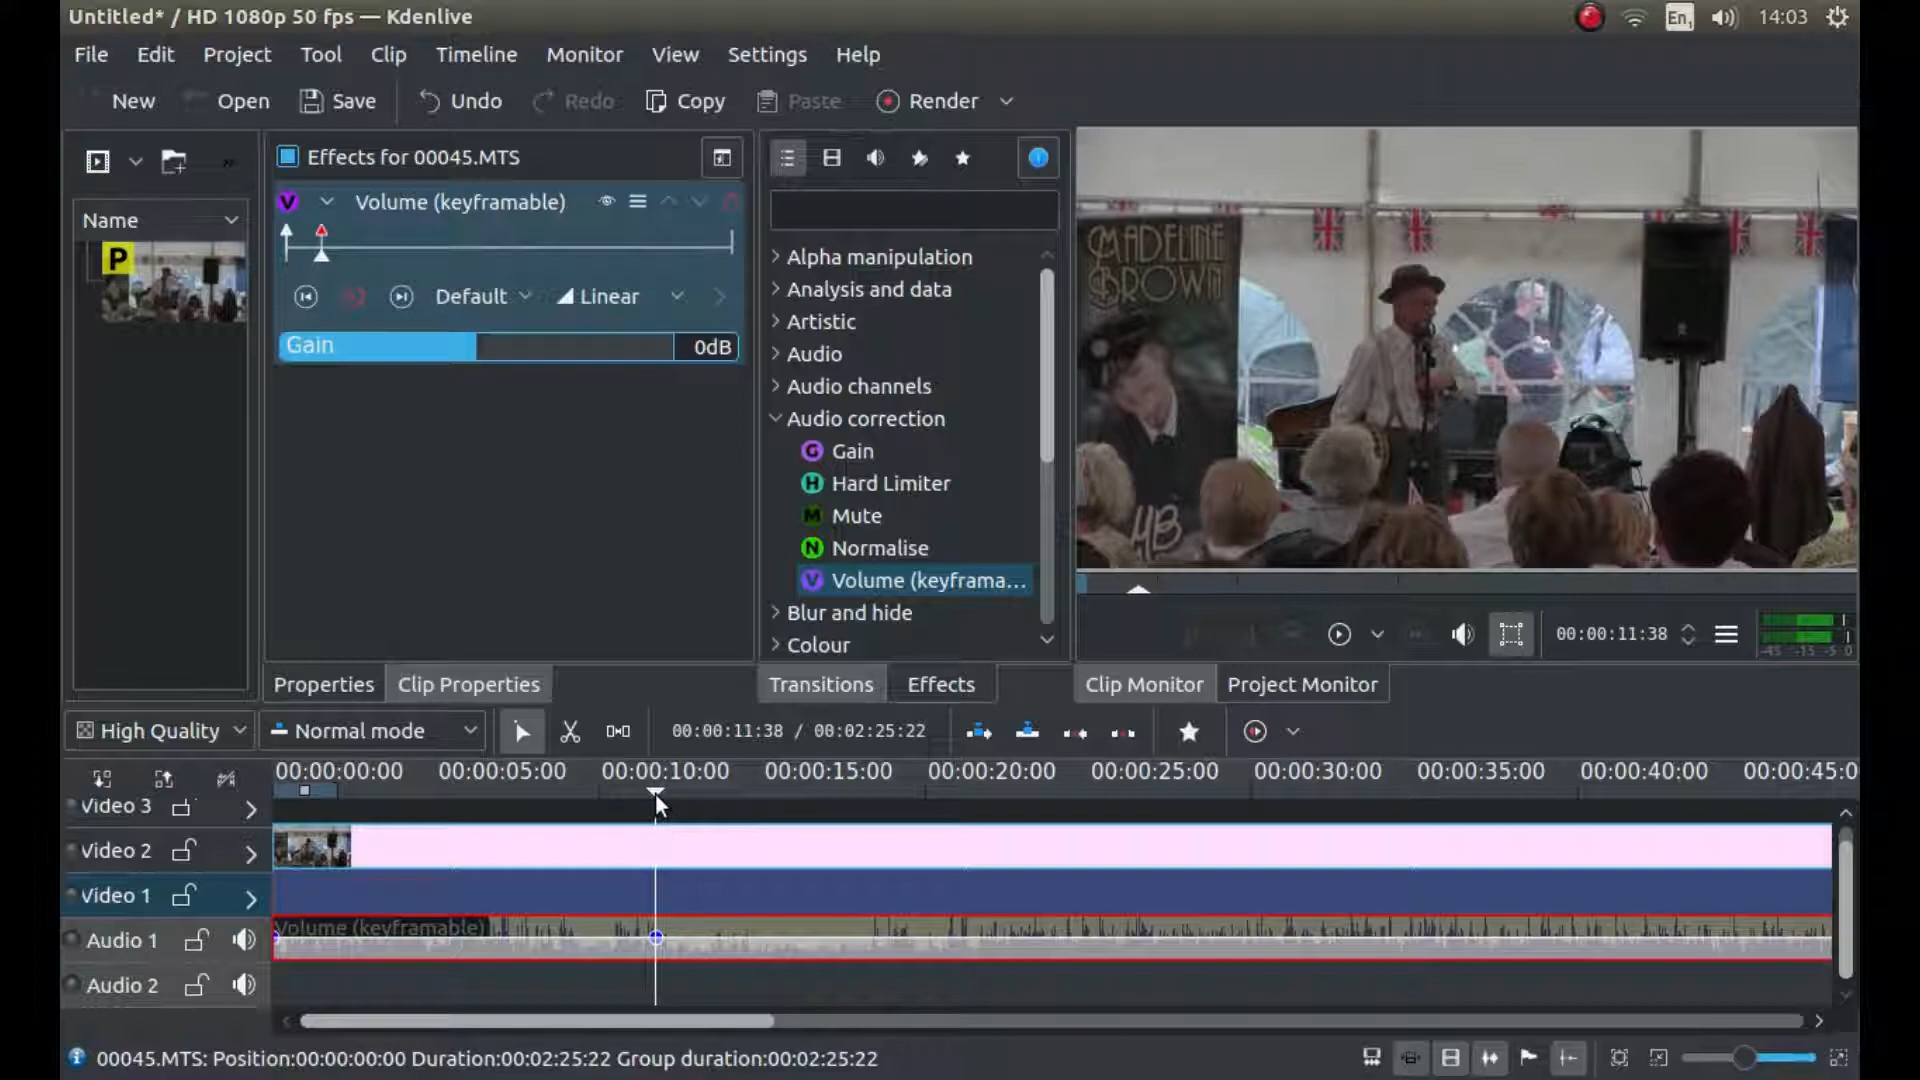 Untitled* / HD 1080p 50 fps — Kdenlive
En1
14:03
File Edit Project Tool Clip Timeline Monitor View Settings Help
New Open Save Undo Redo Copy Paste Render
Name
P
Effects for 00045.MTS
V Volume (keyframable)
Default Linear
Gain 0dB
Alpha manipulation
Analysis and data
Artistic
Audio
Audio channels
Audio correction
G Gain
H Hard Limiter
M Mute
N Normalise
V Volume (keyframa...
Blur and hide
Colour
MADELINE
BROWN
MB
00:00:11:38
-45 -15 -5 0
Properties Clip Properties
Transitions Effects
Clip Monitor Project Monitor
High Quality Normal mode
00:00:11:38 / 00:02:25:22
00:00:00:00 00:00:05:00 00:00:10:00 00:00:15:00 00:00:20:00 00:00:25:00 00:00:30:00 00:00:35:00 00:00:40:00 00:00:45:0
Video 3
Video 2
Video 1
Audio 1
Volume (keyframable)
Audio 2
00045.MTS: Position:00:00:00:00 Duration:00:02:25:22 Group duration:00:02:25:22